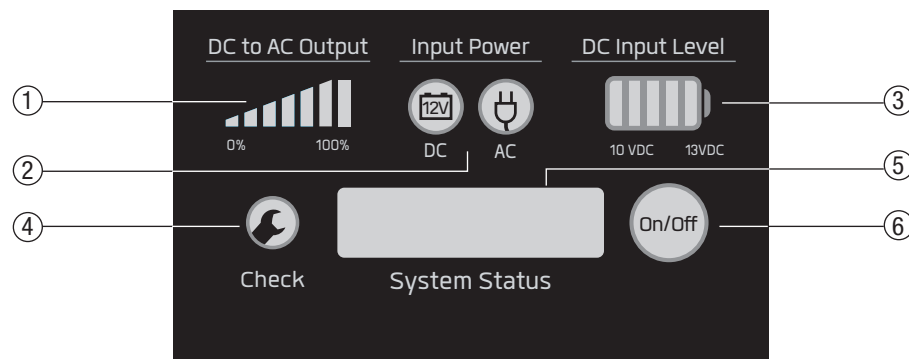 DC to AC Output Input Power DC Input Level
① ③
12V
0% 100% DC AC 10 VDC 13VDC
② ⑤
④ On/Off ⑥
Check System Status